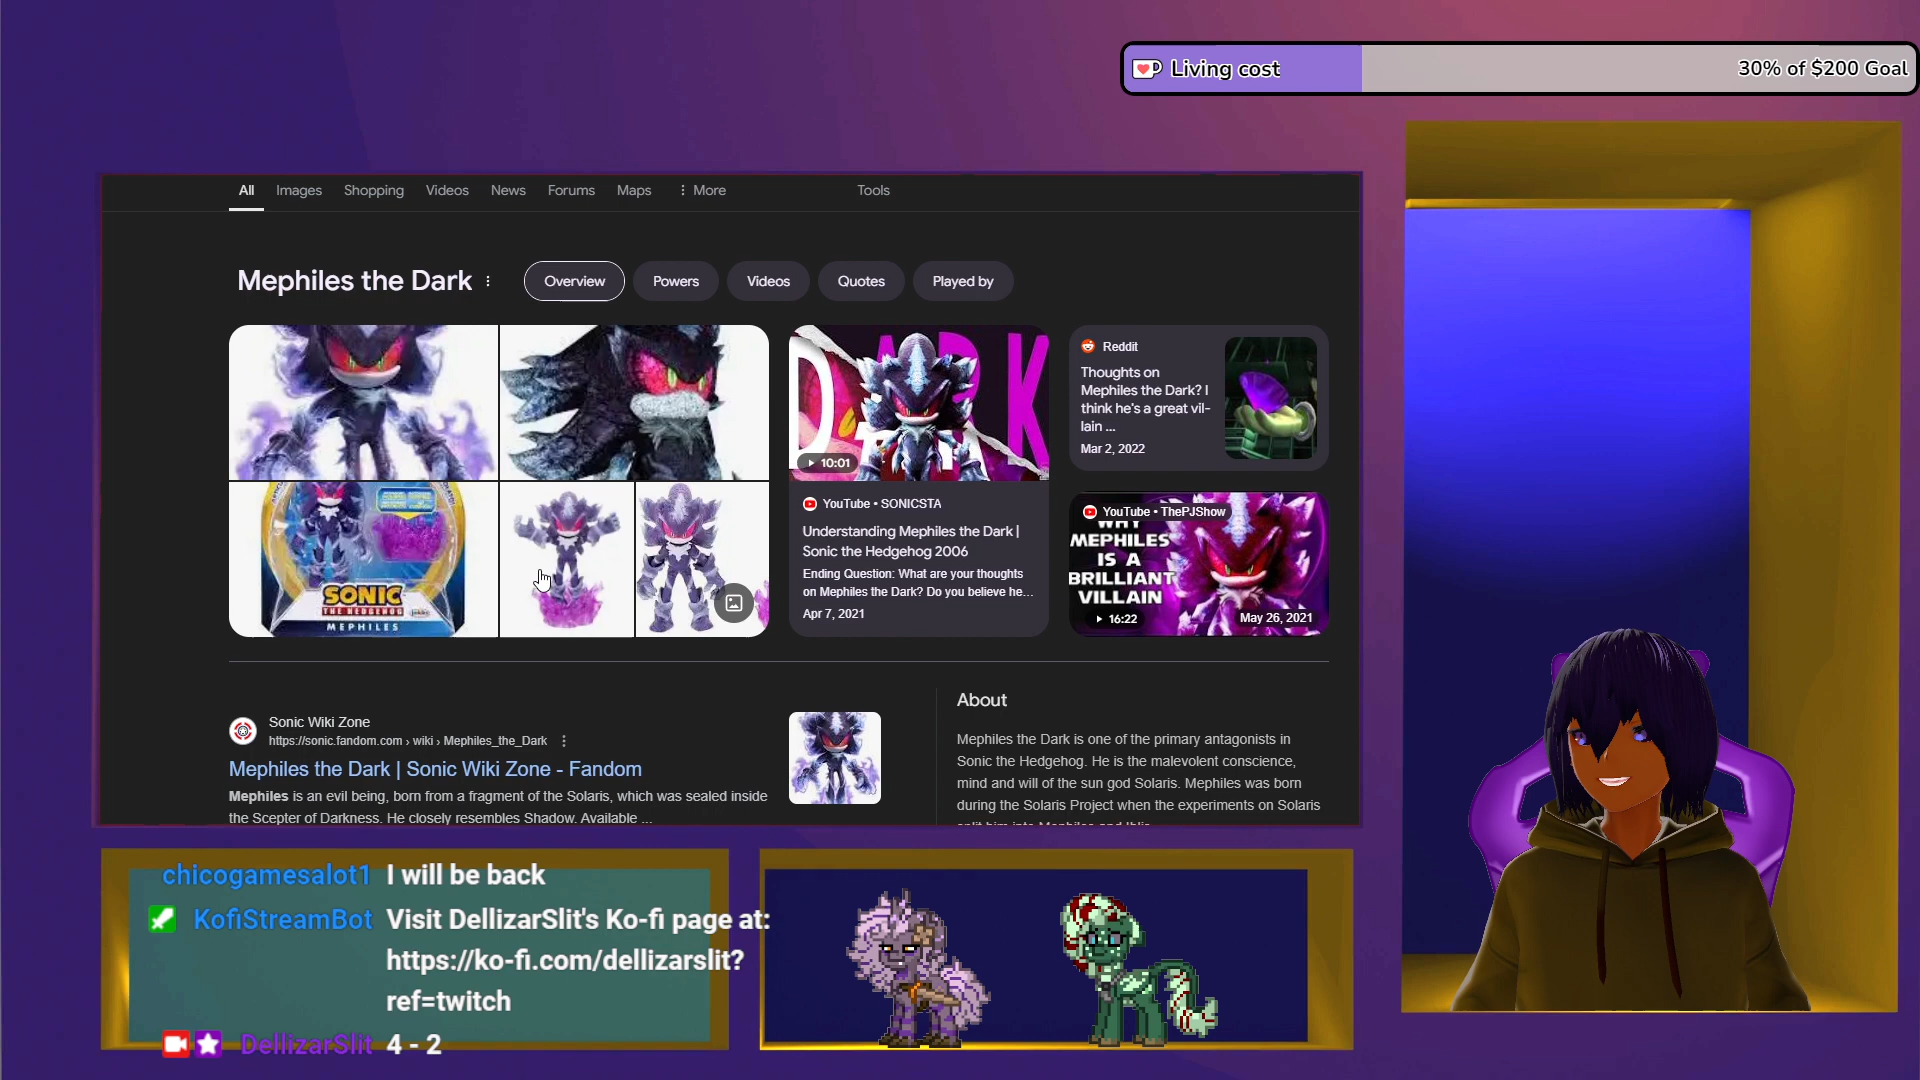 Living cost
30% of $200 Goal
All Images Shopping Videos News Forums Maps More Tools
Mephiles the Dark
Overview Powers Videos Quotes Played by
DARK
10:01
YouTube • SONICSTA
Understanding Mephiles the Dark |
Sonic the Hedgehog 2006
Ending Question: What are your thoughts
on Mephiles the Dark? Do you believe he...
Apr 7, 2021
Reddit
Thoughts on
Mephiles the Dark? I
think he's a great vil-
lain ...
Mar 2, 2022
YouTube • ThePJShow
WHY
MEPHILES
IS A
BRILLIANT
VILLAIN
16:22
May 26, 2021
SONIC
THE HEDGEHOG
MEPHILES
Sonic Wiki Zone
https://sonic.fandom.com › wiki › Mephiles_the_Dark
Mephiles the Dark | Sonic Wiki Zone - Fandom
Mephiles is an evil being, born from a fragment of the Solaris, which was sealed inside
the Scepter of Darkness. He closely resembles Shadow. Available ...
About
Mephiles the Dark is one of the primary antagonists in
Sonic the Hedgehog. He is the malevolent conscience,
mind and will of the sun god Solaris. Mephiles was born
during the Solaris Project when the experiments on Solaris
split him into Mephiles and Iblis
chicogamesalot1 I will be back
KofiStreamBot Visit DellizarSlit's Ko-fi page at:
https://ko-fi.com/dellizarslit?
ref=twitch
DellizarSlit 4 - 2